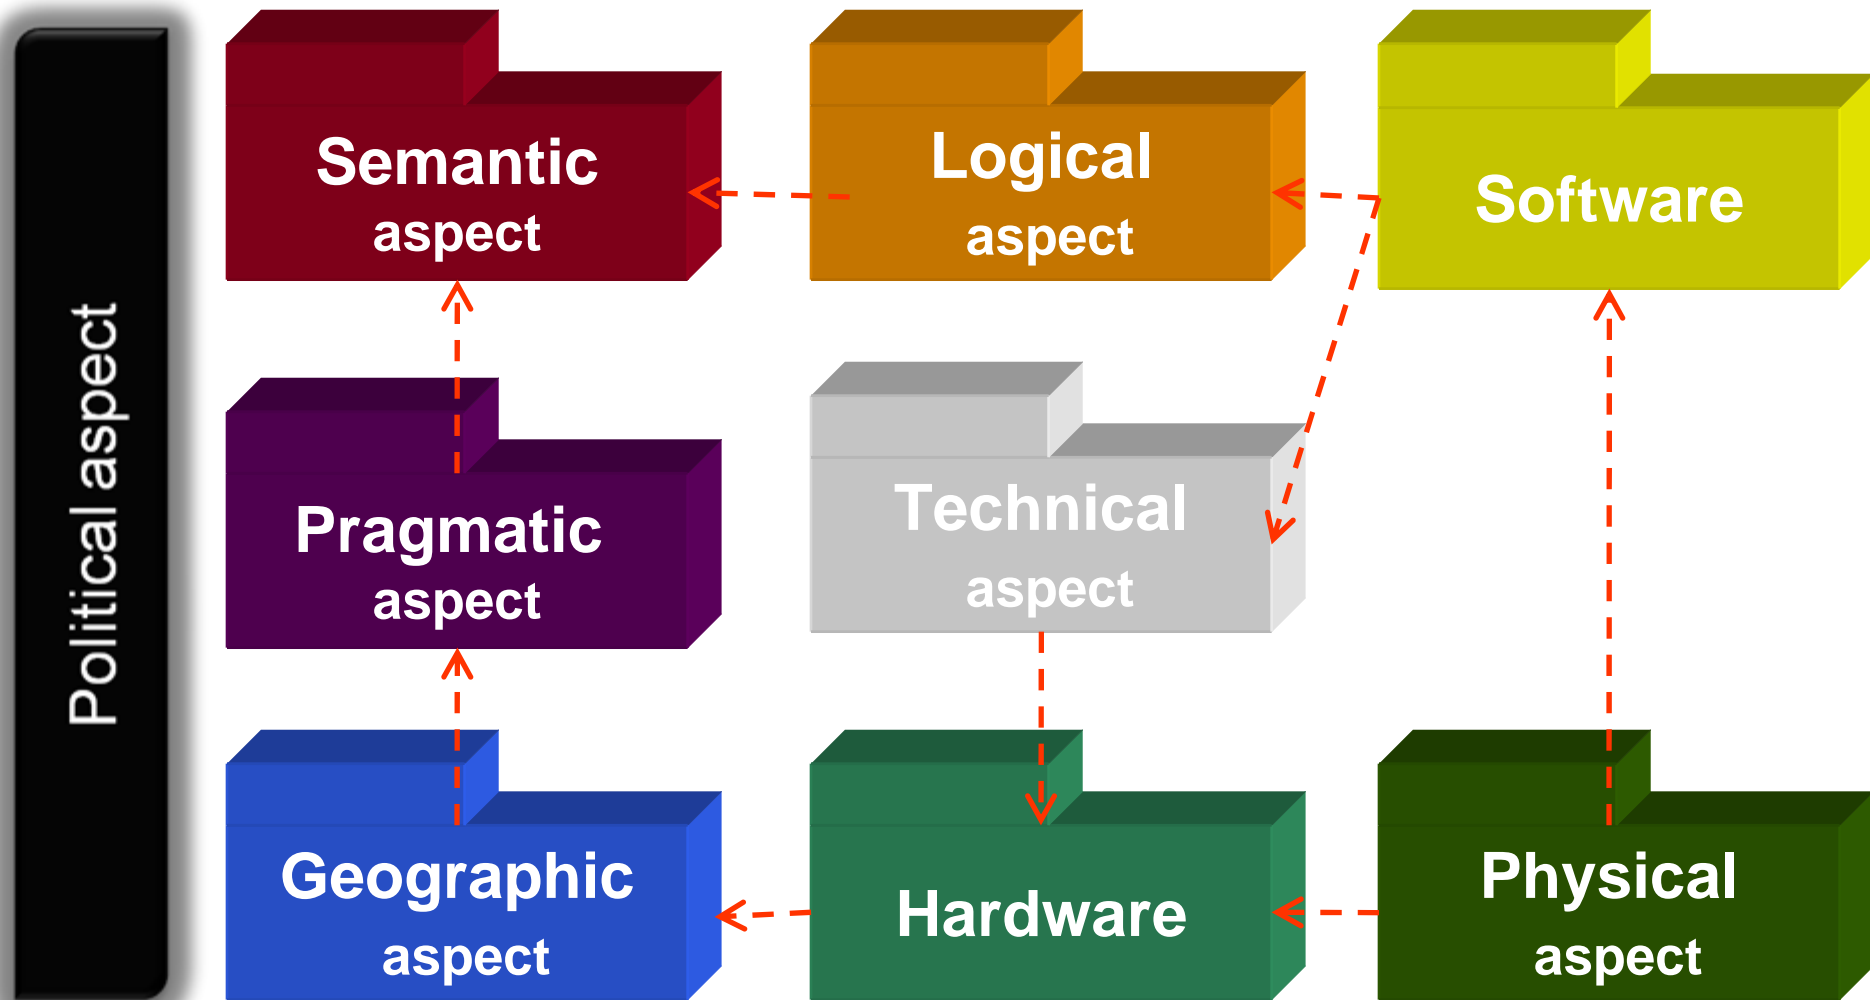 Political aspect
Semantic
aspect
Logical
aspect
Software
Pragmatic
aspect
Technical
aspect
Geographic
aspect
Hardware
Physical
aspect